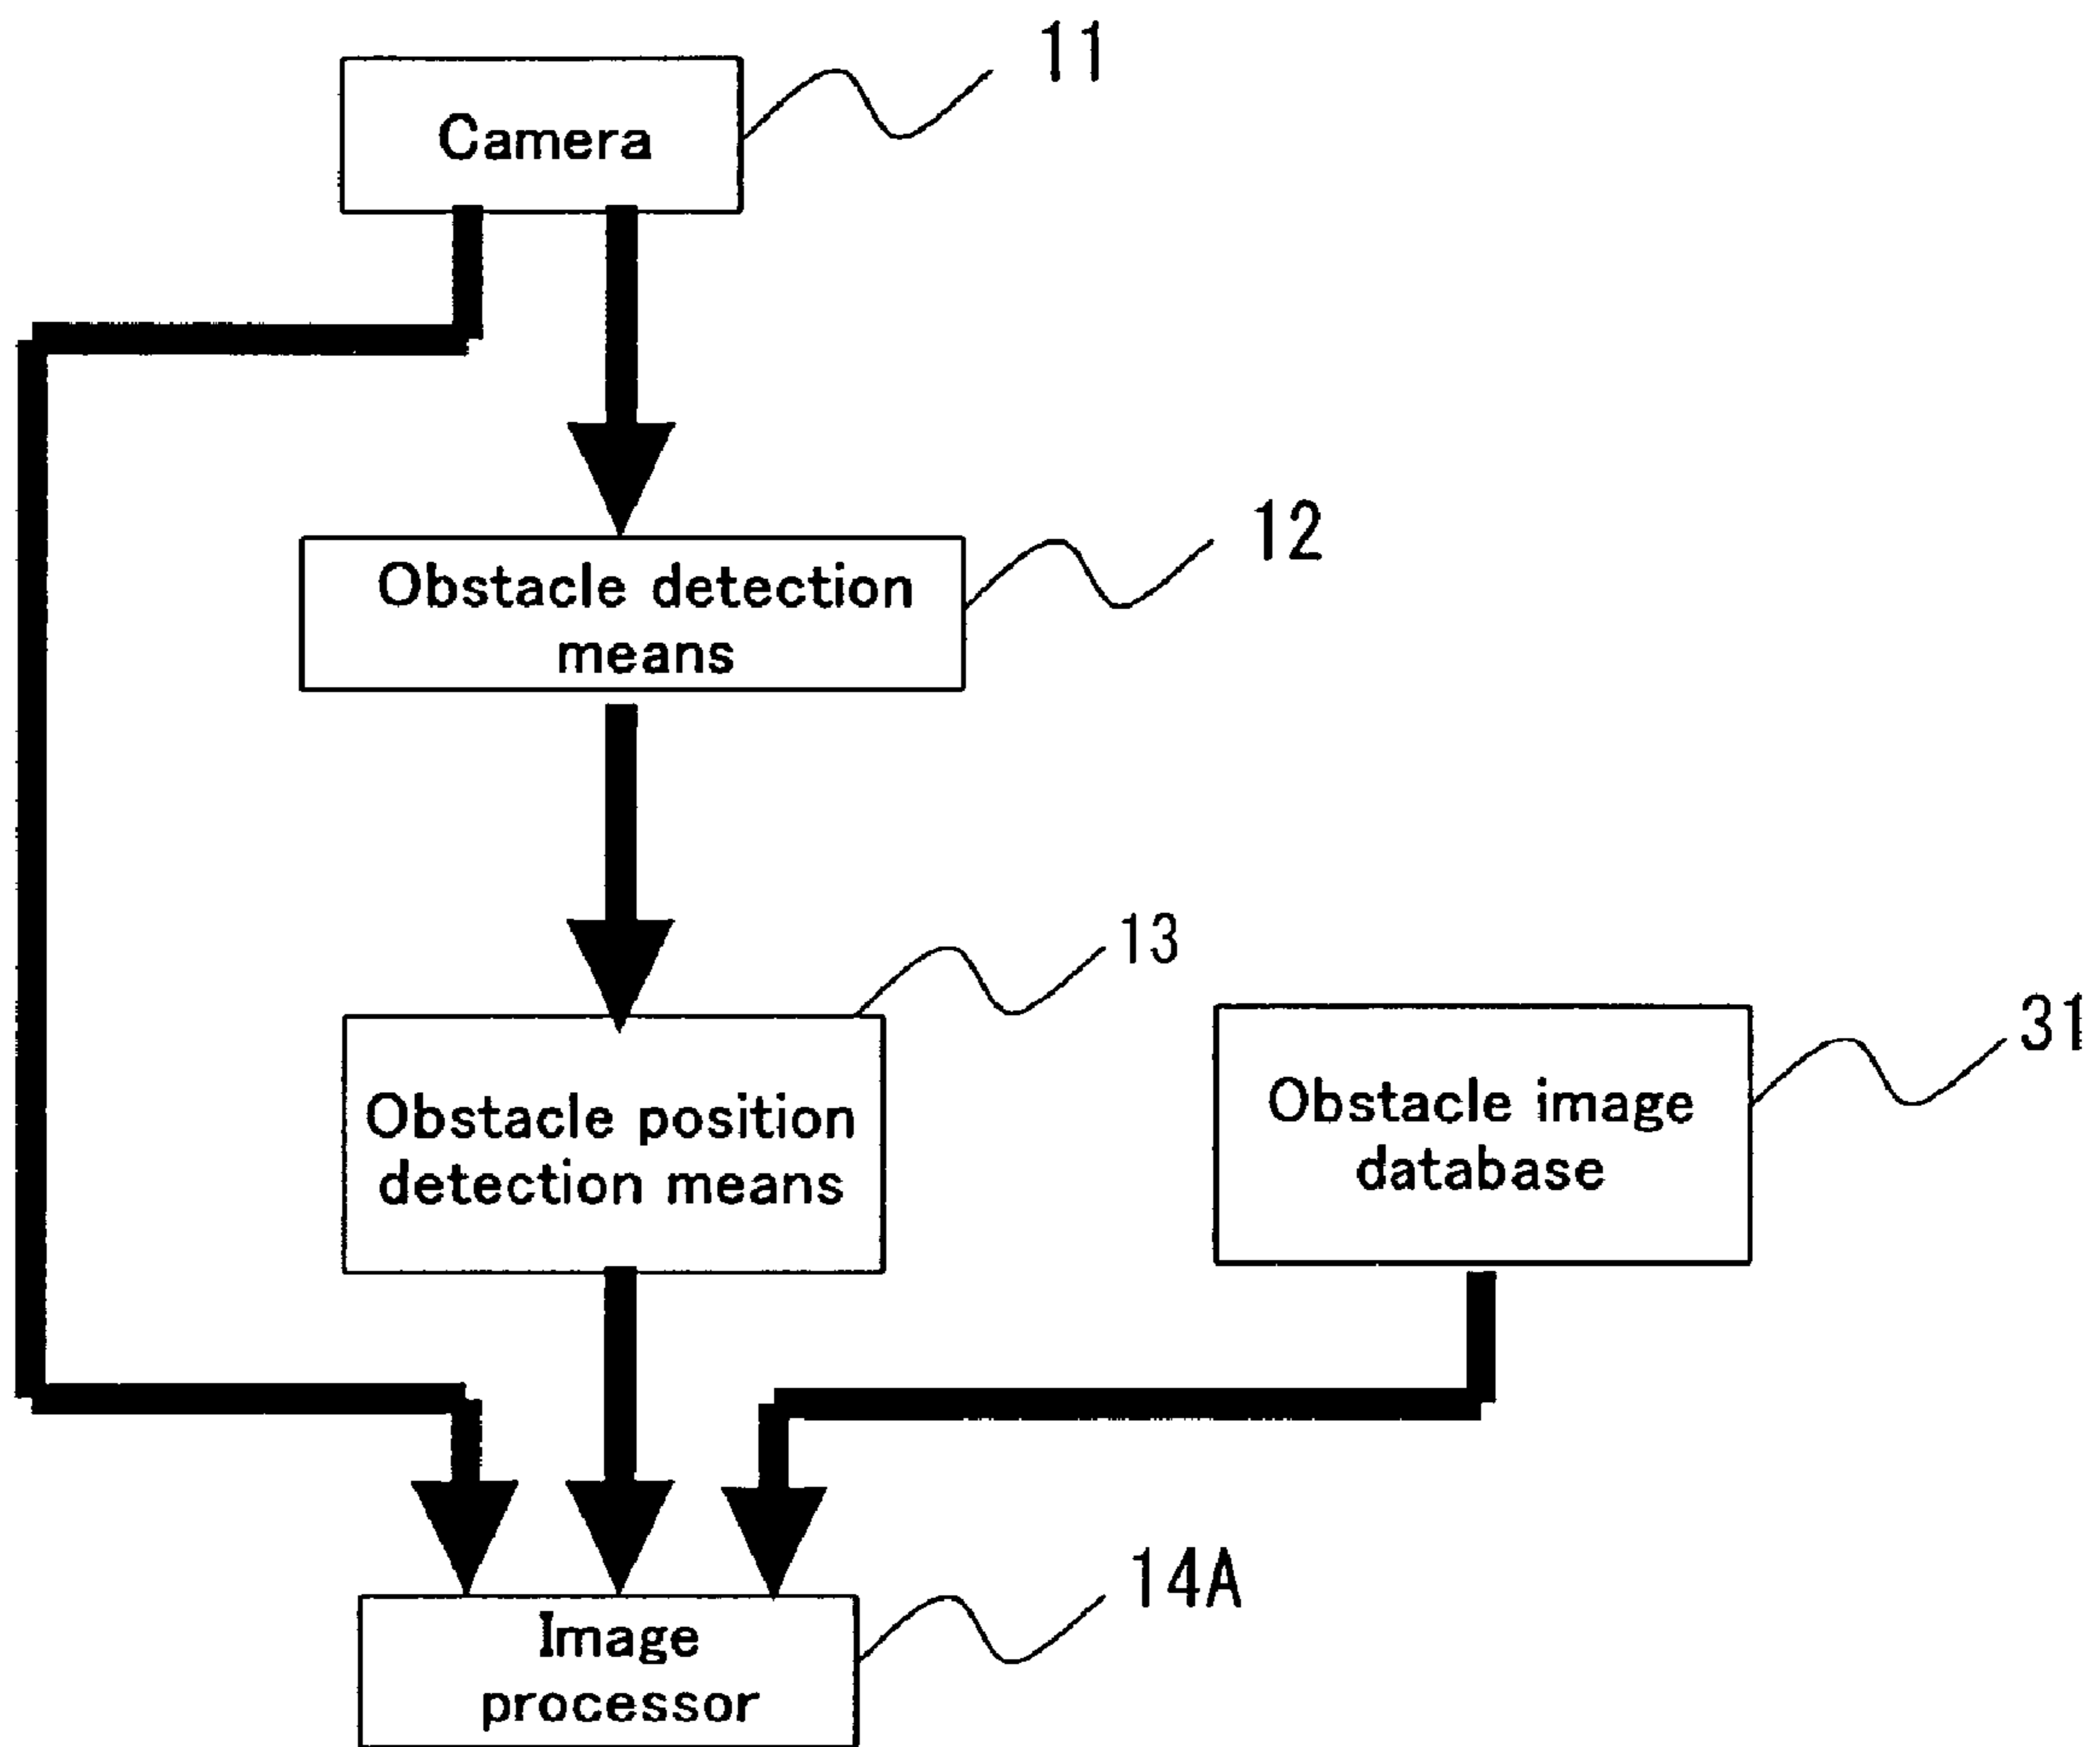 11
Camera
12
Obstacle detection
means
13
Obstacle position
detection means
31
Obstacle image
database
14A
Image
processor